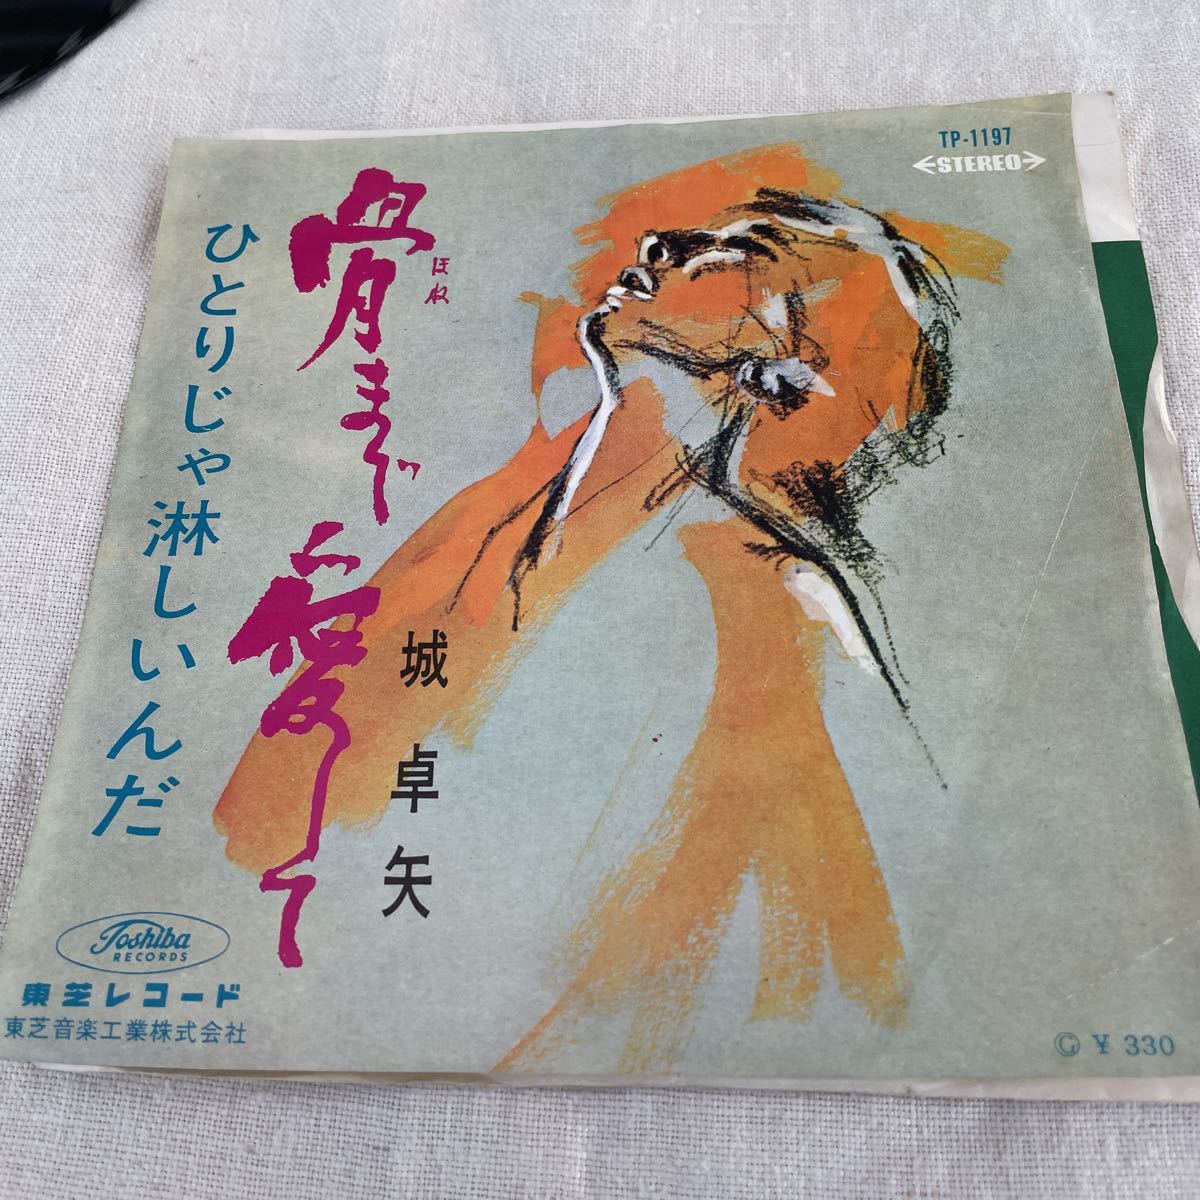 TP-1197
STEREO
骨まで愛して
ほね
ひとりじゃ淋しいんだ
城卓矢
Toshiba
RECORDS
東芝レコード
東芝音楽工業株式会社
Ⓖ ¥ 330